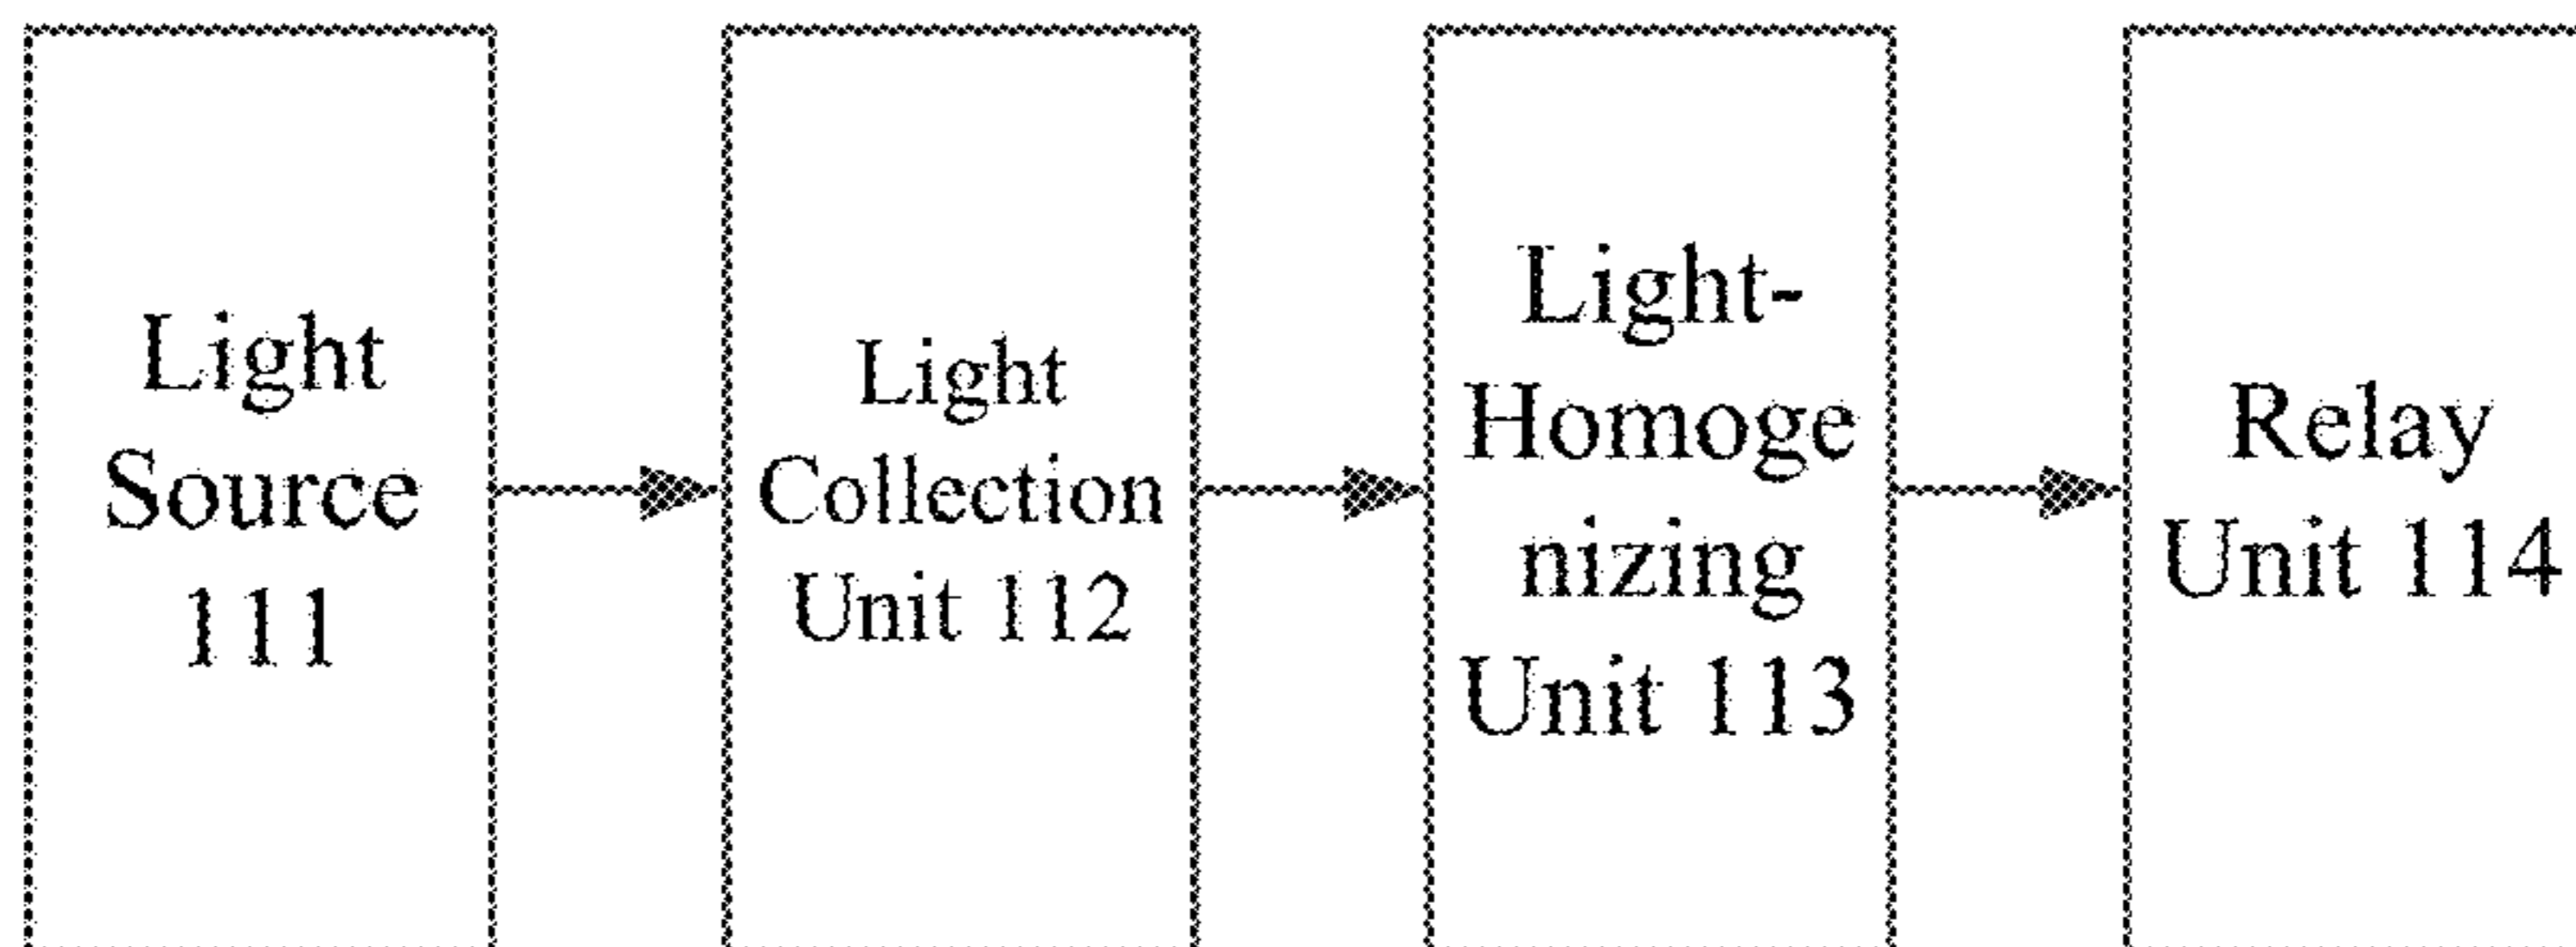 Light
Source
111
Light
Collection
Unit 112
Light-
Homoge
nizing
Unit 113
Relay
Unit 114